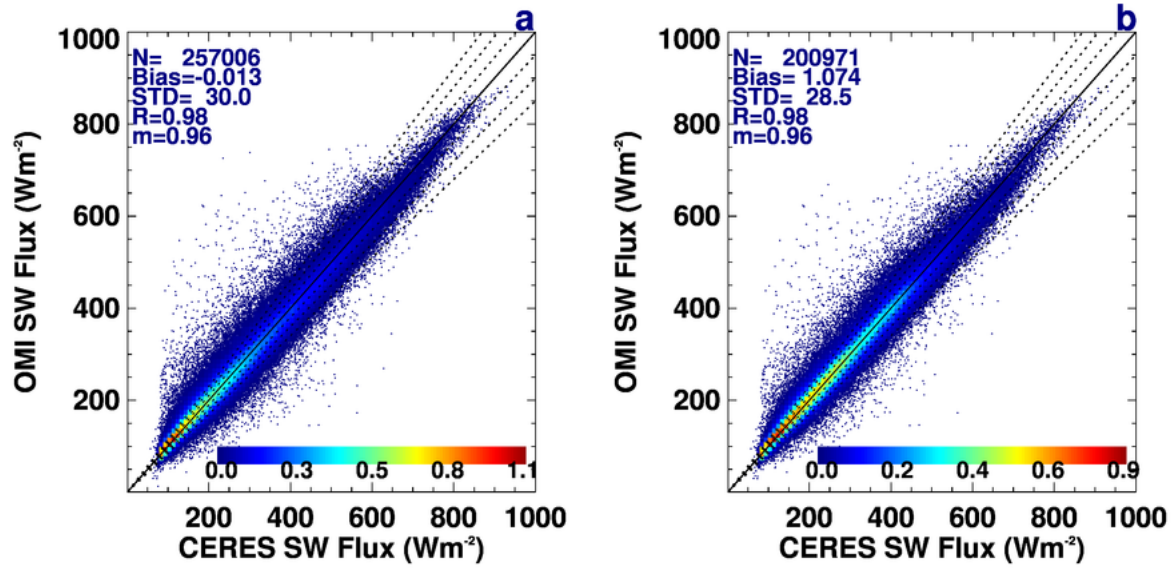 a
1000
N= 257006
Bias=-0.013
STD= 30.0
R=0.98
m=0.96
800
600
400
200
OMI SW Flux (Wm⁻²)
0.0 0.3 0.5 0.8 1.1
200 400 600 800 1000
CERES SW Flux (Wm⁻²)
b
1000
N= 200971
Bias= 1.074
STD= 28.5
R=0.98
m=0.96
800
600
400
200
OMI SW Flux (Wm⁻²)
0.0 0.2 0.4 0.6 0.9
200 400 600 800 1000
CERES SW Flux (Wm⁻²)